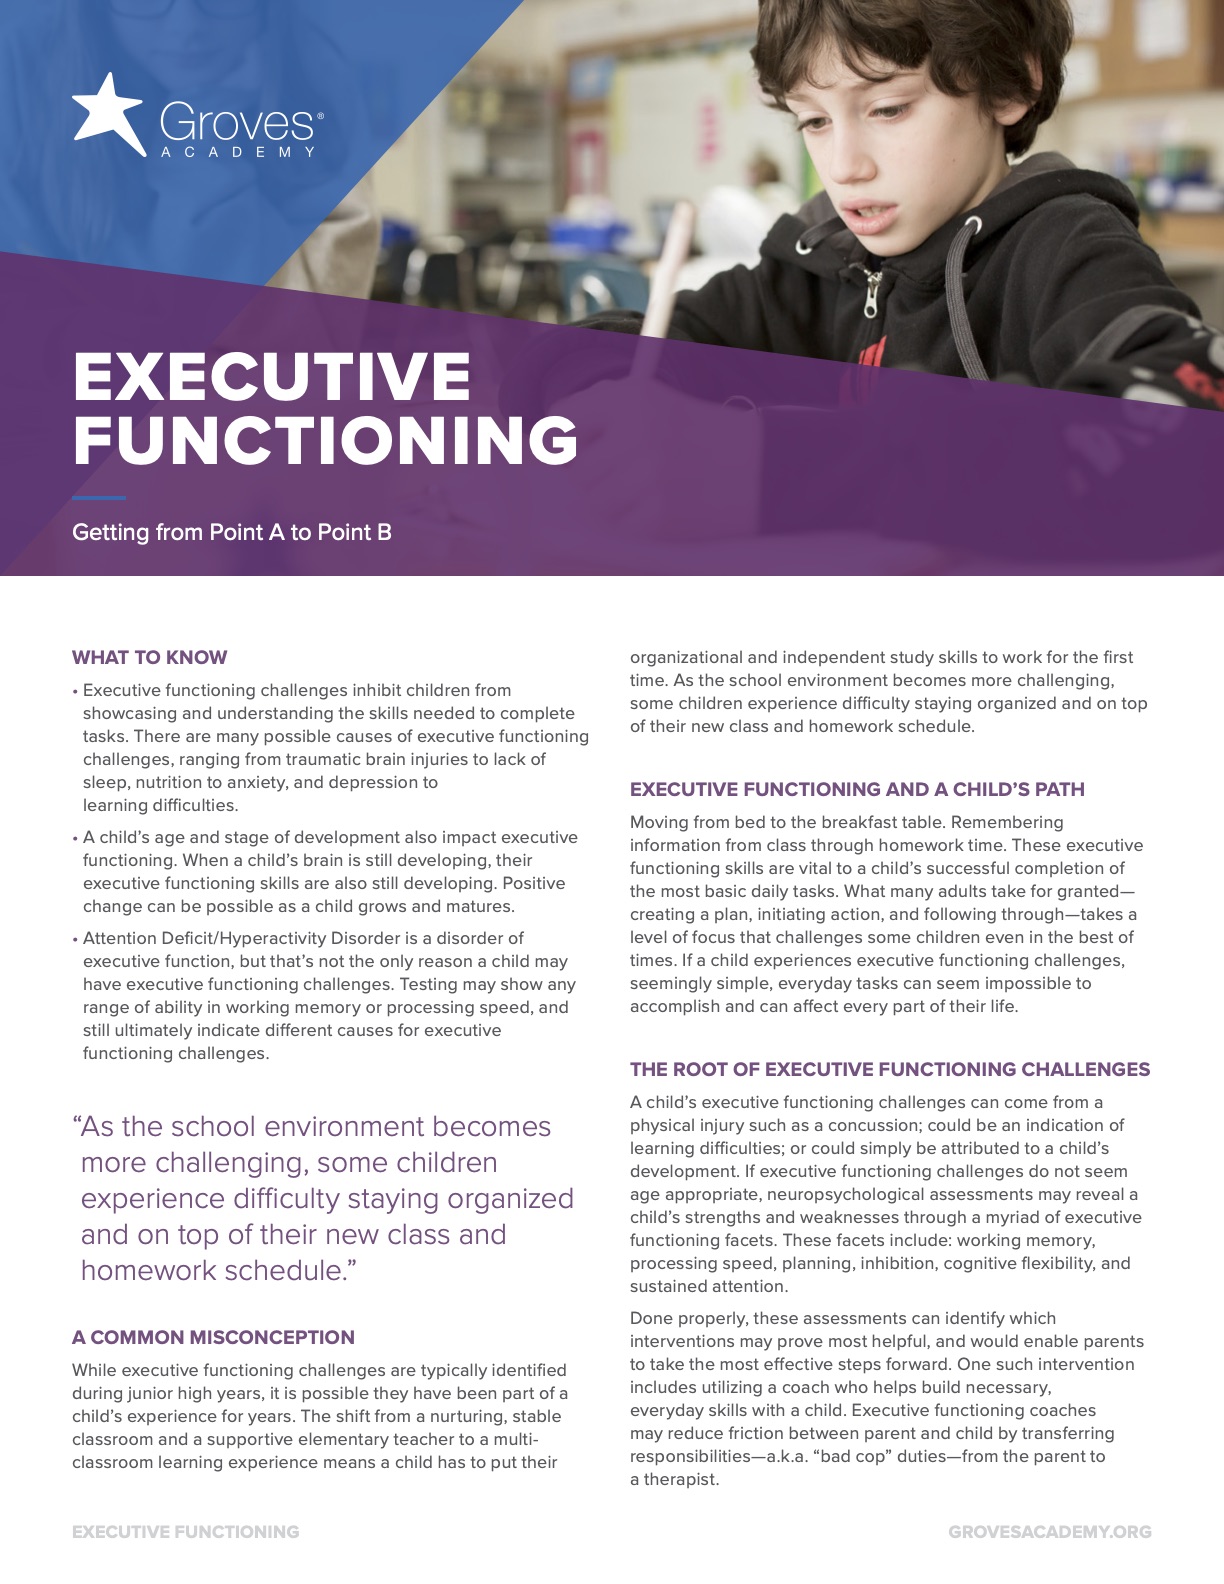 Groves®
ACADEMY
EXECUTIVE
FUNCTIONING
Getting from Point A to Point B
WHAT TO KNOW
• Executive functioning challenges inhibit children from
showcasing and understanding the skills needed to complete
tasks. There are many possible causes of executive functioning
challenges, ranging from traumatic brain injuries to lack of
sleep, nutrition to anxiety, and depression to
learning difficulties.
• A child’s age and stage of development also impact executive
functioning. When a child’s brain is still developing, their
executive functioning skills are also still developing. Positive
change can be possible as a child grows and matures.
• Attention Deficit/Hyperactivity Disorder is a disorder of
executive function, but that’s not the only reason a child may
have executive functioning challenges. Testing may show any
range of ability in working memory or processing speed, and
still ultimately indicate different causes for executive
functioning challenges.
“As the school environment becomes
more challenging, some children
experience difficulty staying organized
and on top of their new class and
homework schedule.”
A COMMON MISCONCEPTION
While executive functioning challenges are typically identified
during junior high years, it is possible they have been part of a
child’s experience for years. The shift from a nurturing, stable
classroom and a supportive elementary teacher to a multi-
classroom learning experience means a child has to put their
organizational and independent study skills to work for the first
time. As the school environment becomes more challenging,
some children experience difficulty staying organized and on top
of their new class and homework schedule.
EXECUTIVE FUNCTIONING AND A CHILD’S PATH
Moving from bed to the breakfast table. Remembering
information from class through homework time. These executive
functioning skills are vital to a child’s successful completion of
the most basic daily tasks. What many adults take for granted—
creating a plan, initiating action, and following through—takes a
level of focus that challenges some children even in the best of
times. If a child experiences executive functioning challenges,
seemingly simple, everyday tasks can seem impossible to
accomplish and can affect every part of their life.
THE ROOT OF EXECUTIVE FUNCTIONING CHALLENGES
A child’s executive functioning challenges can come from a
physical injury such as a concussion; could be an indication of
learning difficulties; or could simply be attributed to a child’s
development. If executive functioning challenges do not seem
age appropriate, neuropsychological assessments may reveal a
child’s strengths and weaknesses through a myriad of executive
functioning facets. These facets include: working memory,
processing speed, planning, inhibition, cognitive flexibility, and
sustained attention.
Done properly, these assessments can identify which
interventions may prove most helpful, and would enable parents
to take the most effective steps forward. One such intervention
includes utilizing a coach who helps build necessary,
everyday skills with a child. Executive functioning coaches
may reduce friction between parent and child by transferring
responsibilities—a.k.a. “bad cop” duties—from the parent to
a therapist.
EXECUTIVE FUNCTIONING
GROVESACADEMY.ORG